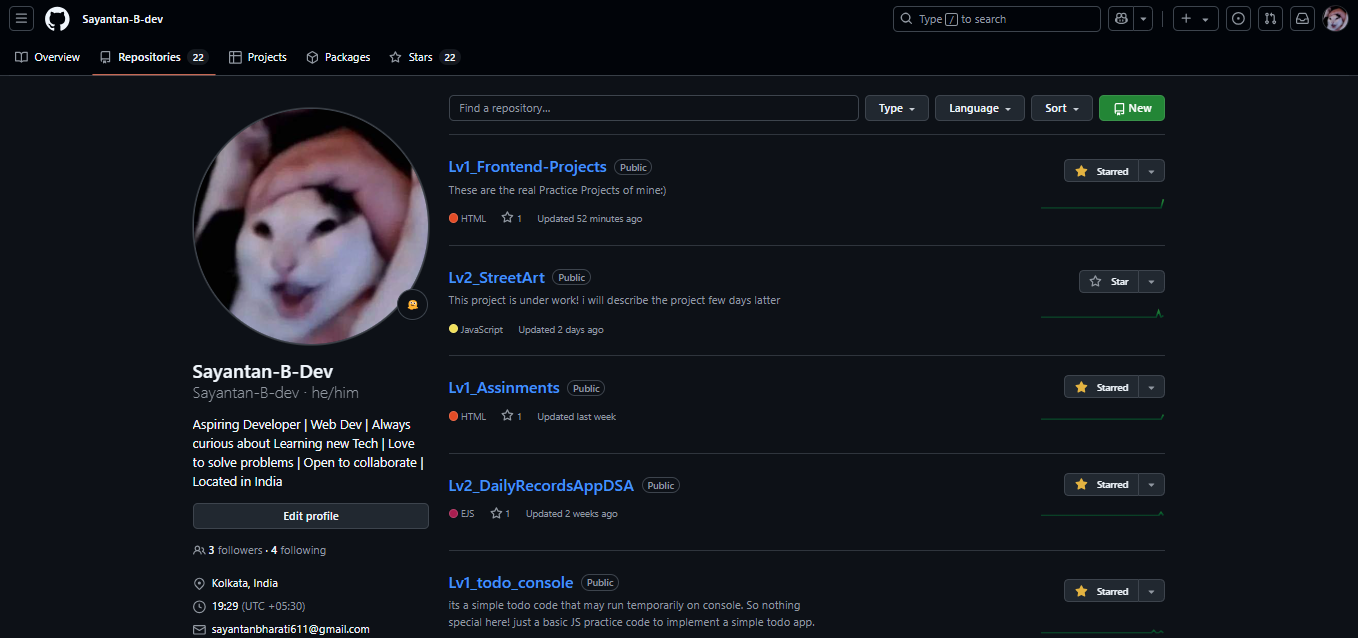 Sayantan-B-dev
Type / to search
Overview
Repositories 22
Projects
Packages
Stars 22
Find a repository...
Type
Language
Sort
New
Sayantan-B-Dev
Sayantan-B-dev · he/him
Aspiring Developer | Web Dev | Always
curious about Learning new Tech | Love
to solve problems | Open to collaborate |
Located in India
Edit profile
3 followers · 4 following
Kolkata, India
19:29 (UTC +05:30)
sayantanbharati611@gmail.com
Lv1_Frontend-Projects Public
Starred
These are the real Practice Projects of mine:)
HTML 1 Updated 52 minutes ago
Lv2_StreetArt Public
Star
This project is under work! i will describe the project few days latter
JavaScript Updated 2 days ago
Lv1_Assinments Public
Starred
HTML 1 Updated last week
Lv2_DailyRecordsAppDSA Public
Starred
EJS 1 Updated 2 weeks ago
Lv1_todo_console Public
Starred
its a simple todo code that may run temporarily on console. So nothing
special here! just a basic JS practice code to implement a simple todo app.